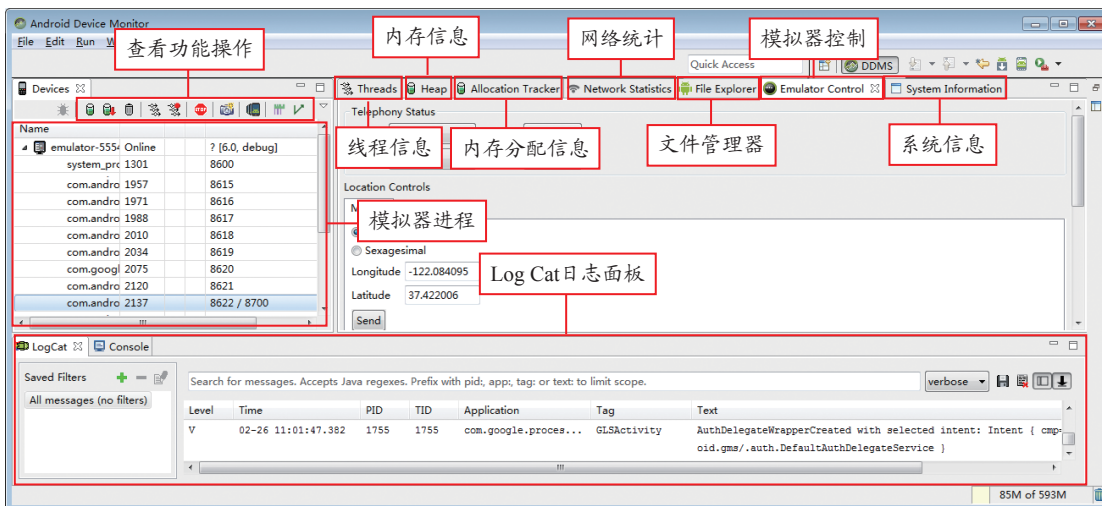 Android Device Monitor
File Edit Run W
查看功能操作
内存信息
网络统计
模拟器控制
Quick Access
DDMS
Devices
Threads
Heap
Allocation Tracker
Network Statistics
File Explorer
Emulator Control
System Information
Name
emulator-5554 Online ? [6.0, debug]
system_pro 1301 8600
com.andro 1957 8615
com.andro 1971 8616
com.andro 1988 8617
com.andro 2010 8618
com.andro 2034 8619
com.googl 2075 8620
com.andro 2120 8621
com.andro 2137 8622 / 8700
Telephony Status
线程信息
内存分配信息
文件管理器
系统信息
Location Controls
M
模拟器进程
Sexagesimal
Longitude -122.084095
Latitude 37.422006
Send
Log Cat日志面板
LogCat
Console
Saved Filters
All messages (no filters)
Search for messages. Accepts Java regexes. Prefix with pid:, app:, tag: or text: to limit scope.
verbose
Level Time PID TID Application Tag Text
V 02-26 11:01:47.382 1755 1755 com.google.proces... GLSActivity AuthDelegateWrapperCreated with selected intent: Intent { cmp=
oid.gms/.auth.DefaultAuthDelegateService }
85M of 593M